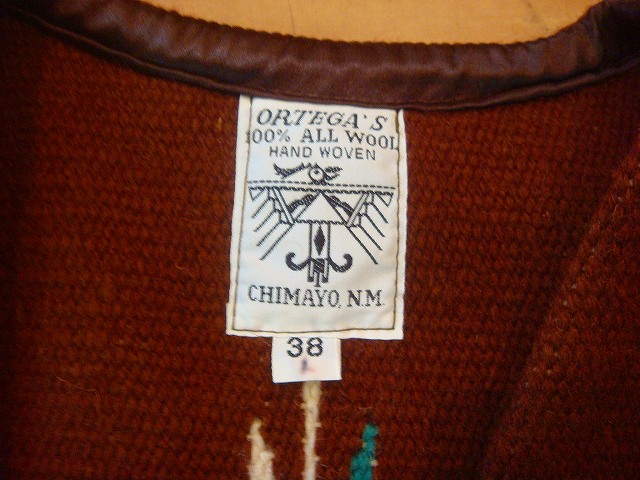 ORTEGA'S
100% ALL WOOL
HAND WOVEN
CHIMAYO, N.M.
38